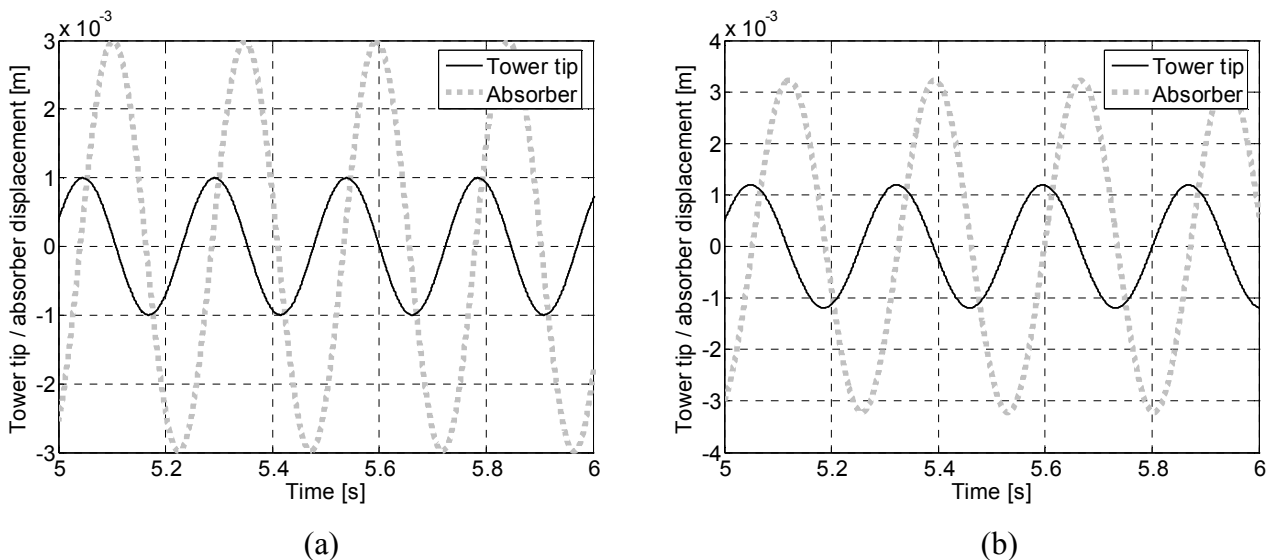 x 10-3
3
2
1
0
-1
-2
-3
5
5.2
5.4
5.6
5.8
6
Time [s]
Tower tip / absorber displacement [m]
Tower tip
Absorber
(a)
x 10-3
4
3
2
1
0
-1
-2
-3
-4
5
5.2
5.4
5.6
5.8
6
Time [s]
Tower tip / absorber displacement [m]
Tower tip
Absorber
(b)